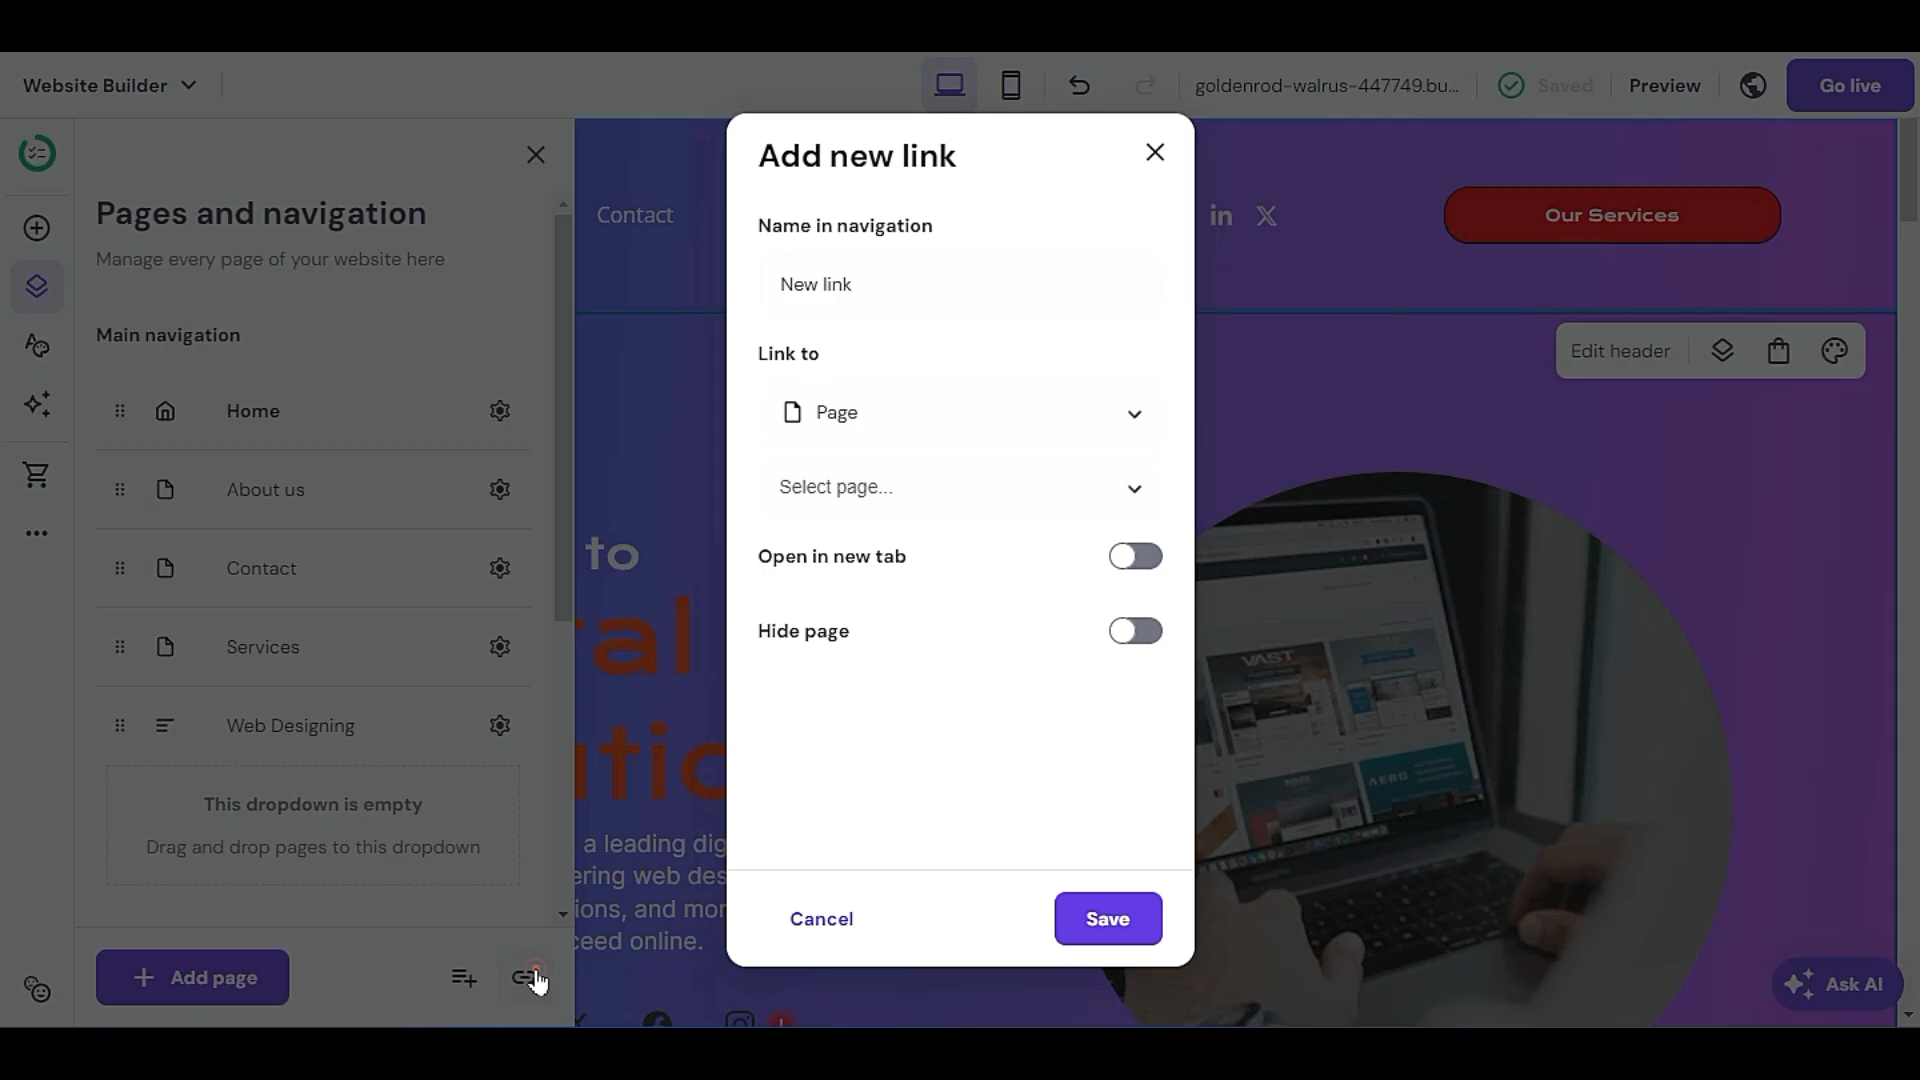 Website Builder
goldenrod-walrus-447749.bu...
Saved
Preview
Go live
Pages and navigation
Manage every page of your website here
Main navigation
Home
About us
Contact
Services
Web Designing
This dropdown is empty
Drag and drop pages to this dropdown
Add page
Add new link
Name in navigation
New link
Link to
Page
Select page...
Open in new tab
Hide page
Cancel
Save
Contact
in X
Our Services
Edit header
to
a leading dig
ering web des
ions, and mor
ceed online.
VAST
AERO
Ask AI